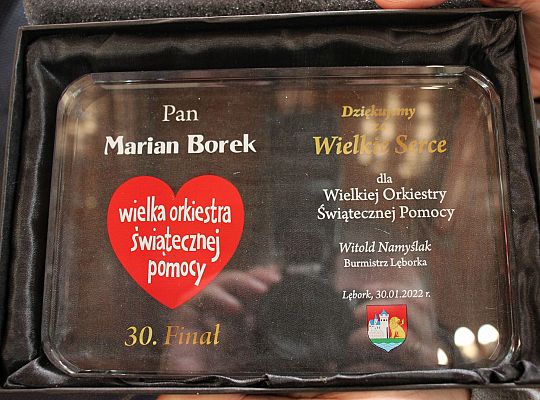 Pan
Marian Borek
wielka orkiestra
świątecznej
pomocy
30. Finał
Dziękujemy
za
Wielkie Serce
dla
Wielkiej Orkiestry
Świątecznej Pomocy
Witold Namyślak
Burmistrz Lęborka
Lębork, 30.01.2022 r.